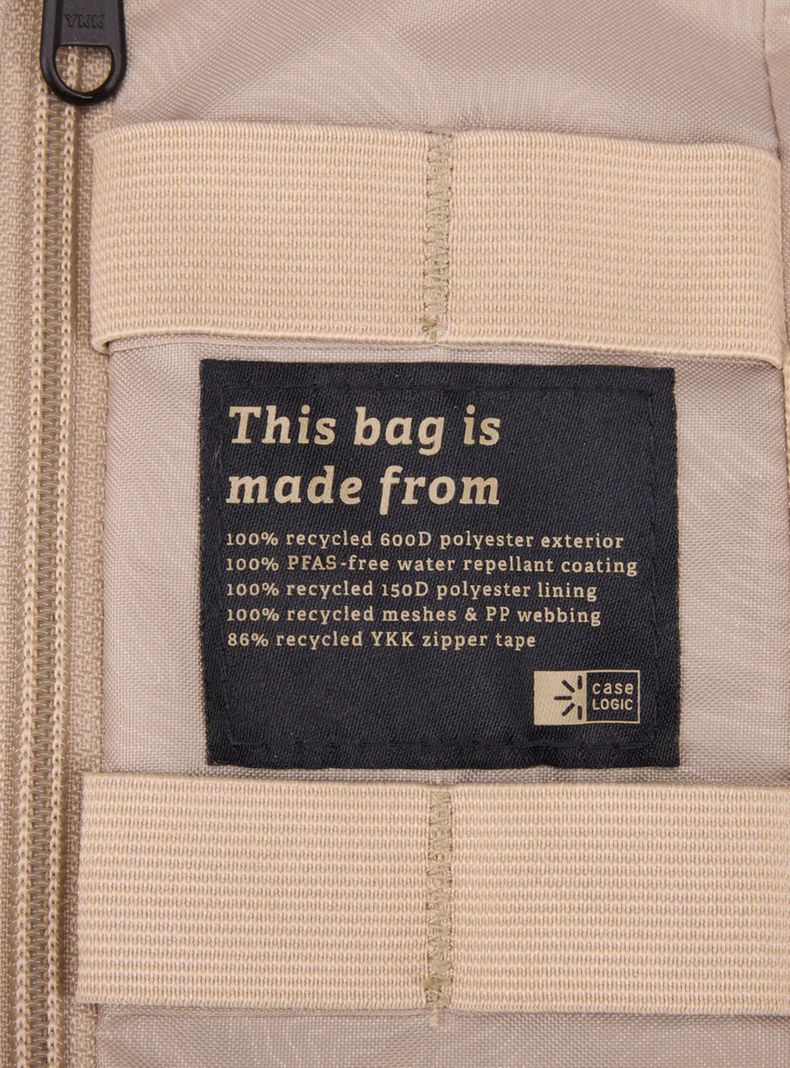 YKK
This bag is
made from
100% recycled 600D polyester exterior
100% PFAS-free water repellant coating
100% recycled 150D polyester lining
100% recycled meshes & PP webbing
86% recycled YKK zipper tape
case
LOGIC